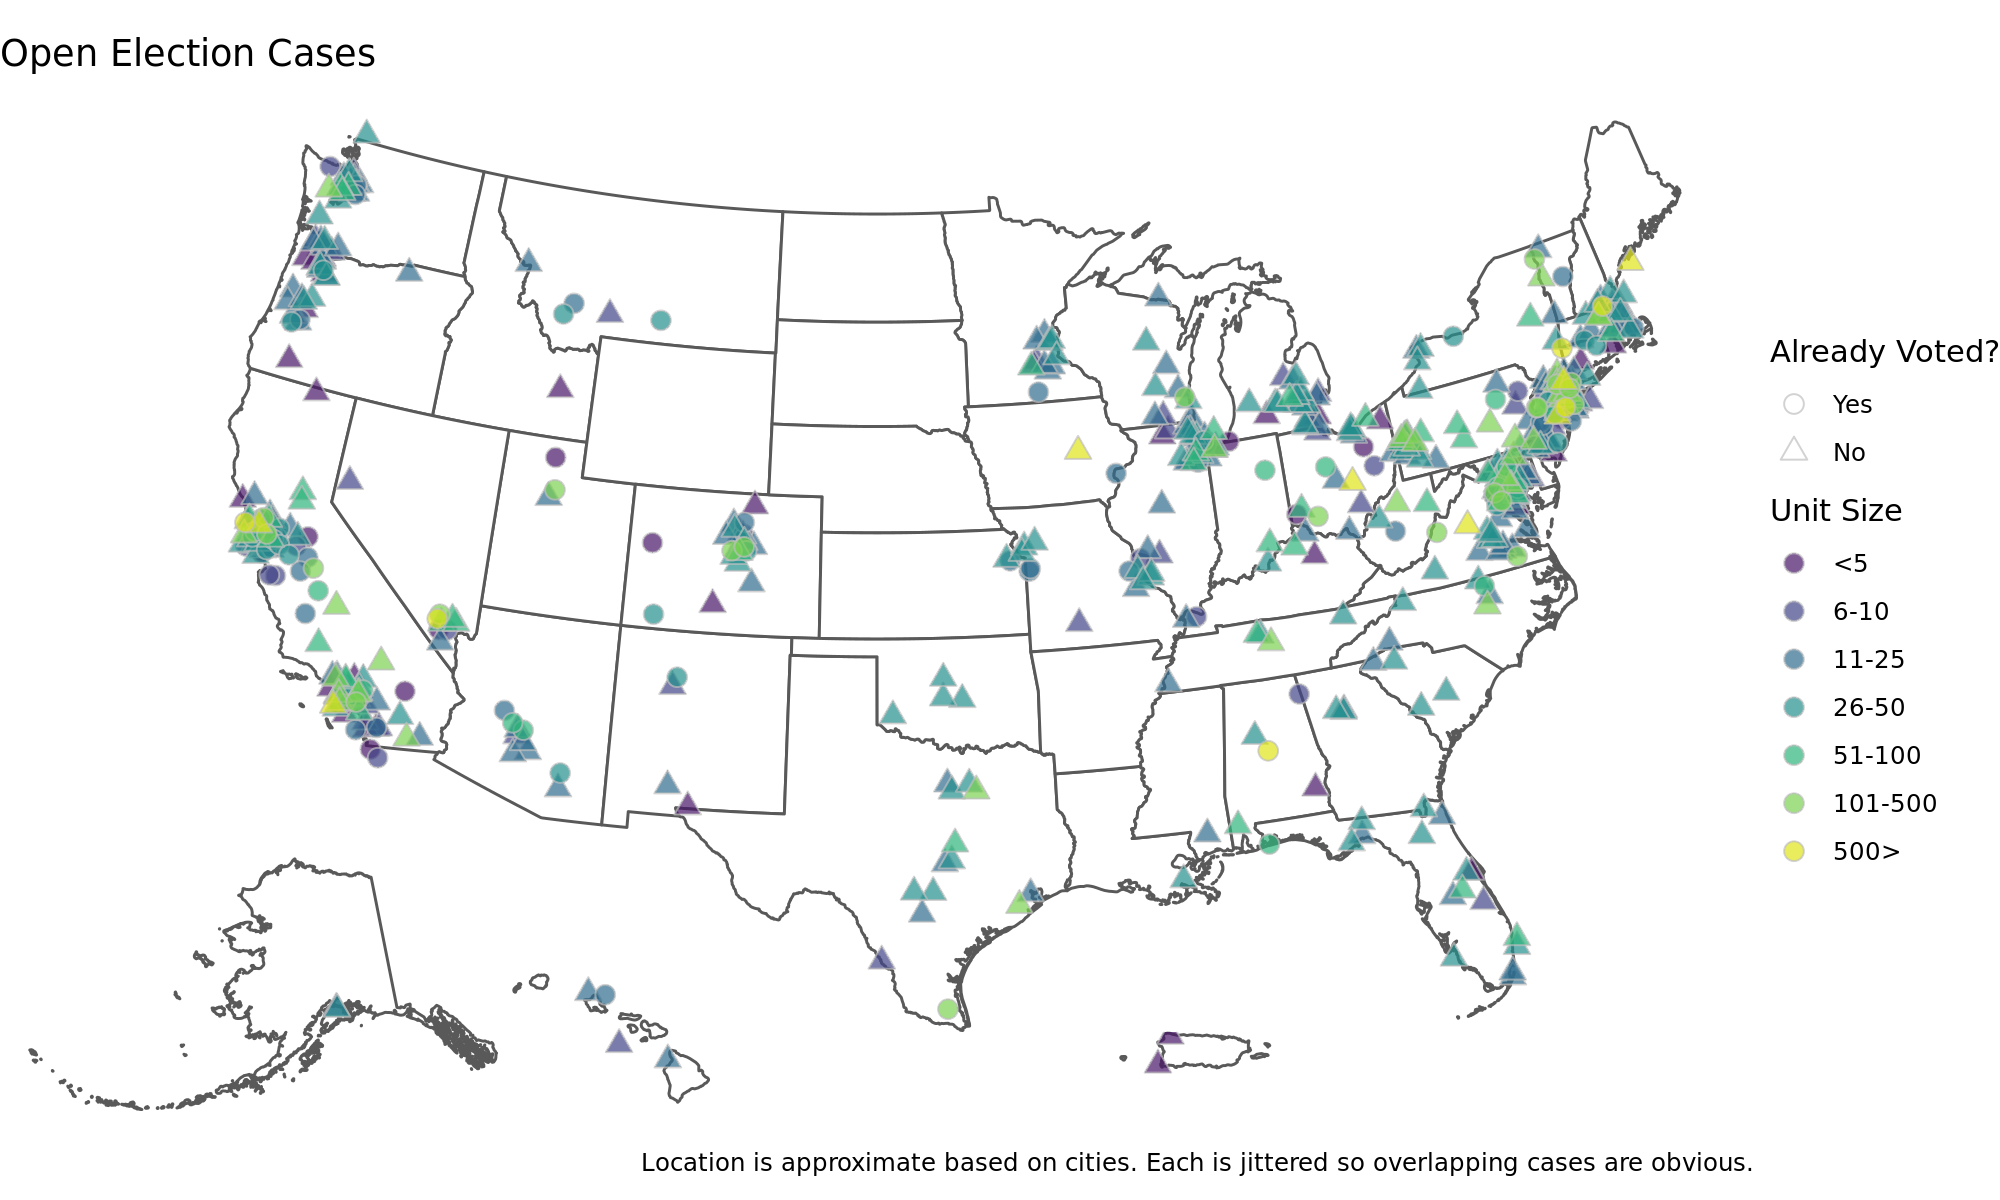 Open Election Cases
Already Voted?
Yes
No
Unit Size
<5
6-10
11-25
26-50
51-100
101-500
500>
Location is approximate based on cities. Each is jittered so overlapping cases are obvious.